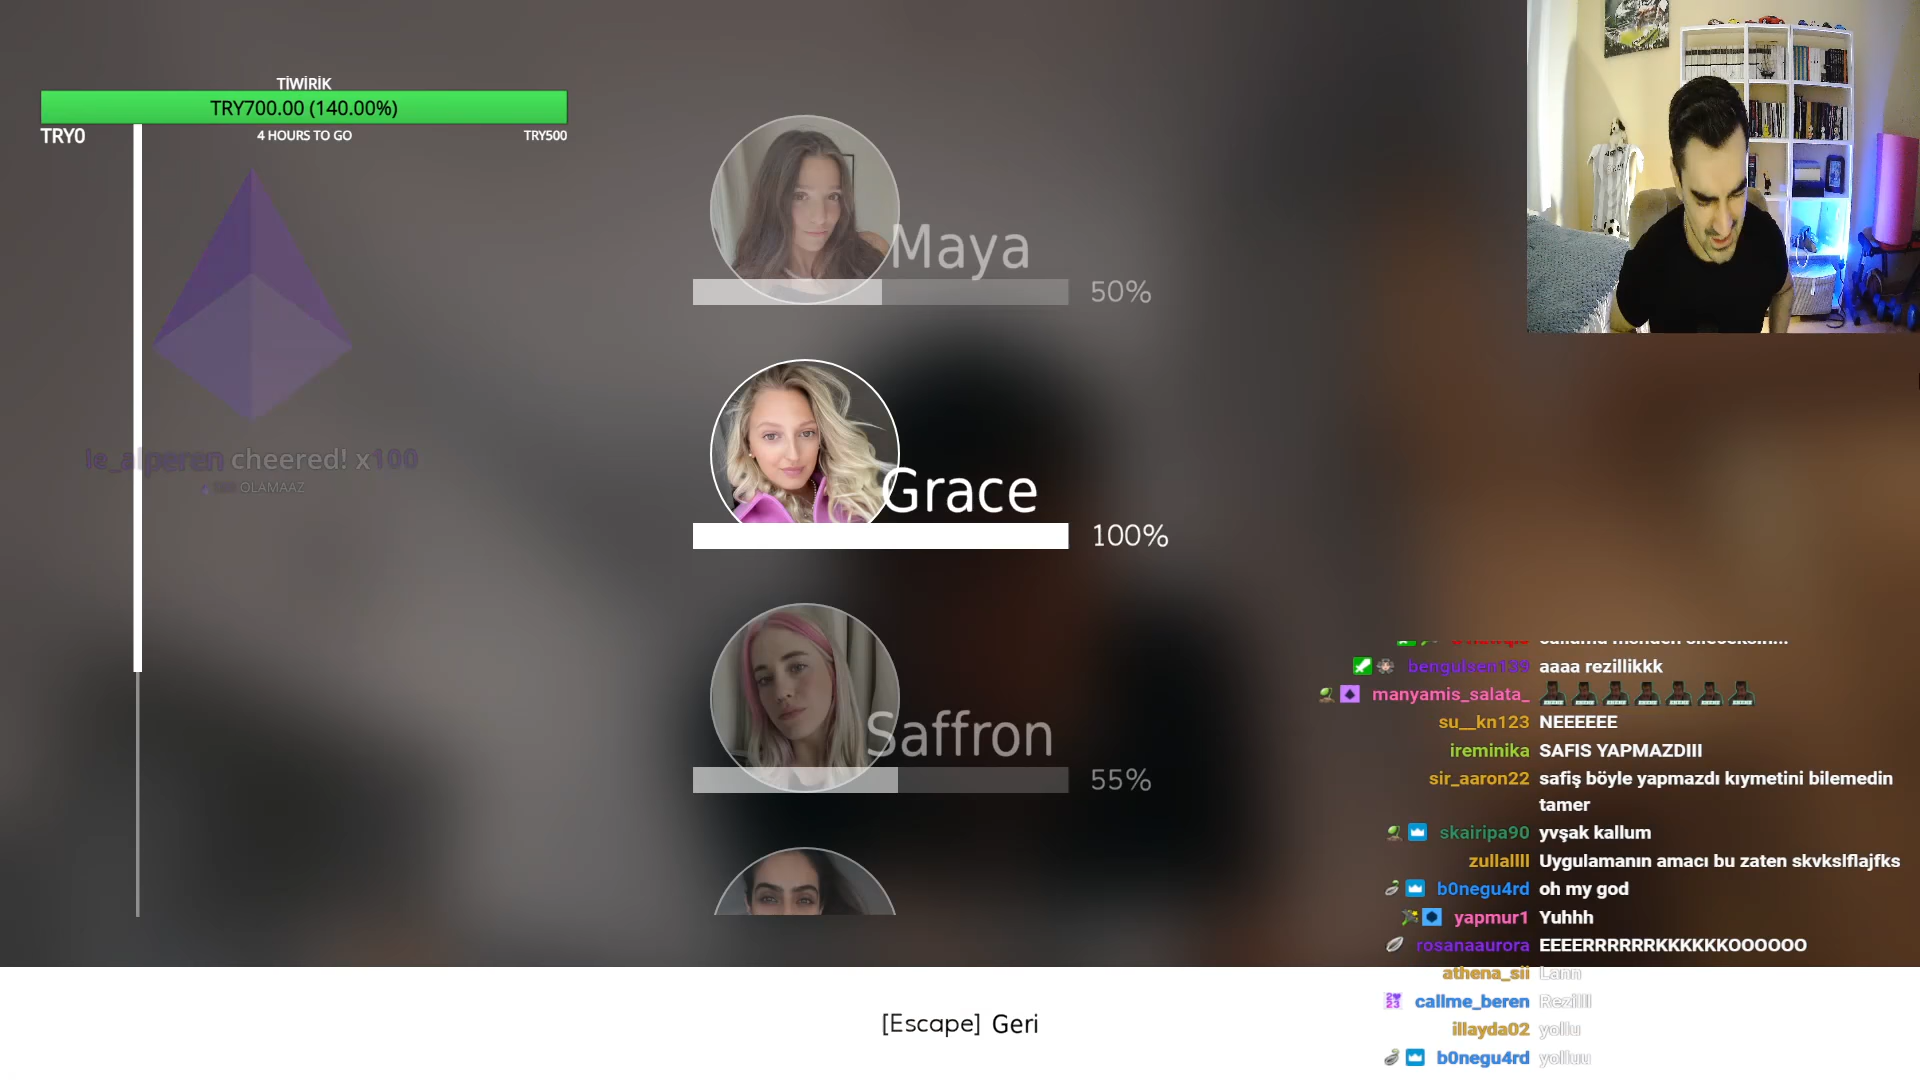 TİWİRİK
TRY700.00 (140.00%)
TRY0
4 HOURS TO GO
TRY500
le_alperen cheered! x100
OLAMAAZ
Maya
50%
Grace
100%
Saffron
55%
[Escape] Geri
bengulsen139 aaaa rezillikkk
manyamis_salata_
su__kn123 NEEEEEE
ireminika SAFIS YAPMAZDIII
sir_aaron22 safiş böyle yapmazdı kıymetini bilemedin
tamer
skairipa90 yvşak kallum
zullallll Uygulamanın amacı bu zaten skvkslflajfks
b0negu4rd oh my god
yapmur1 Yuhhh
rosanaaurora EEEERRRRRRKKKKKKOOOOOO
athena_sii Lann
callme_beren Rezillll
illayda02 yollu
b0negu4rd yolluu